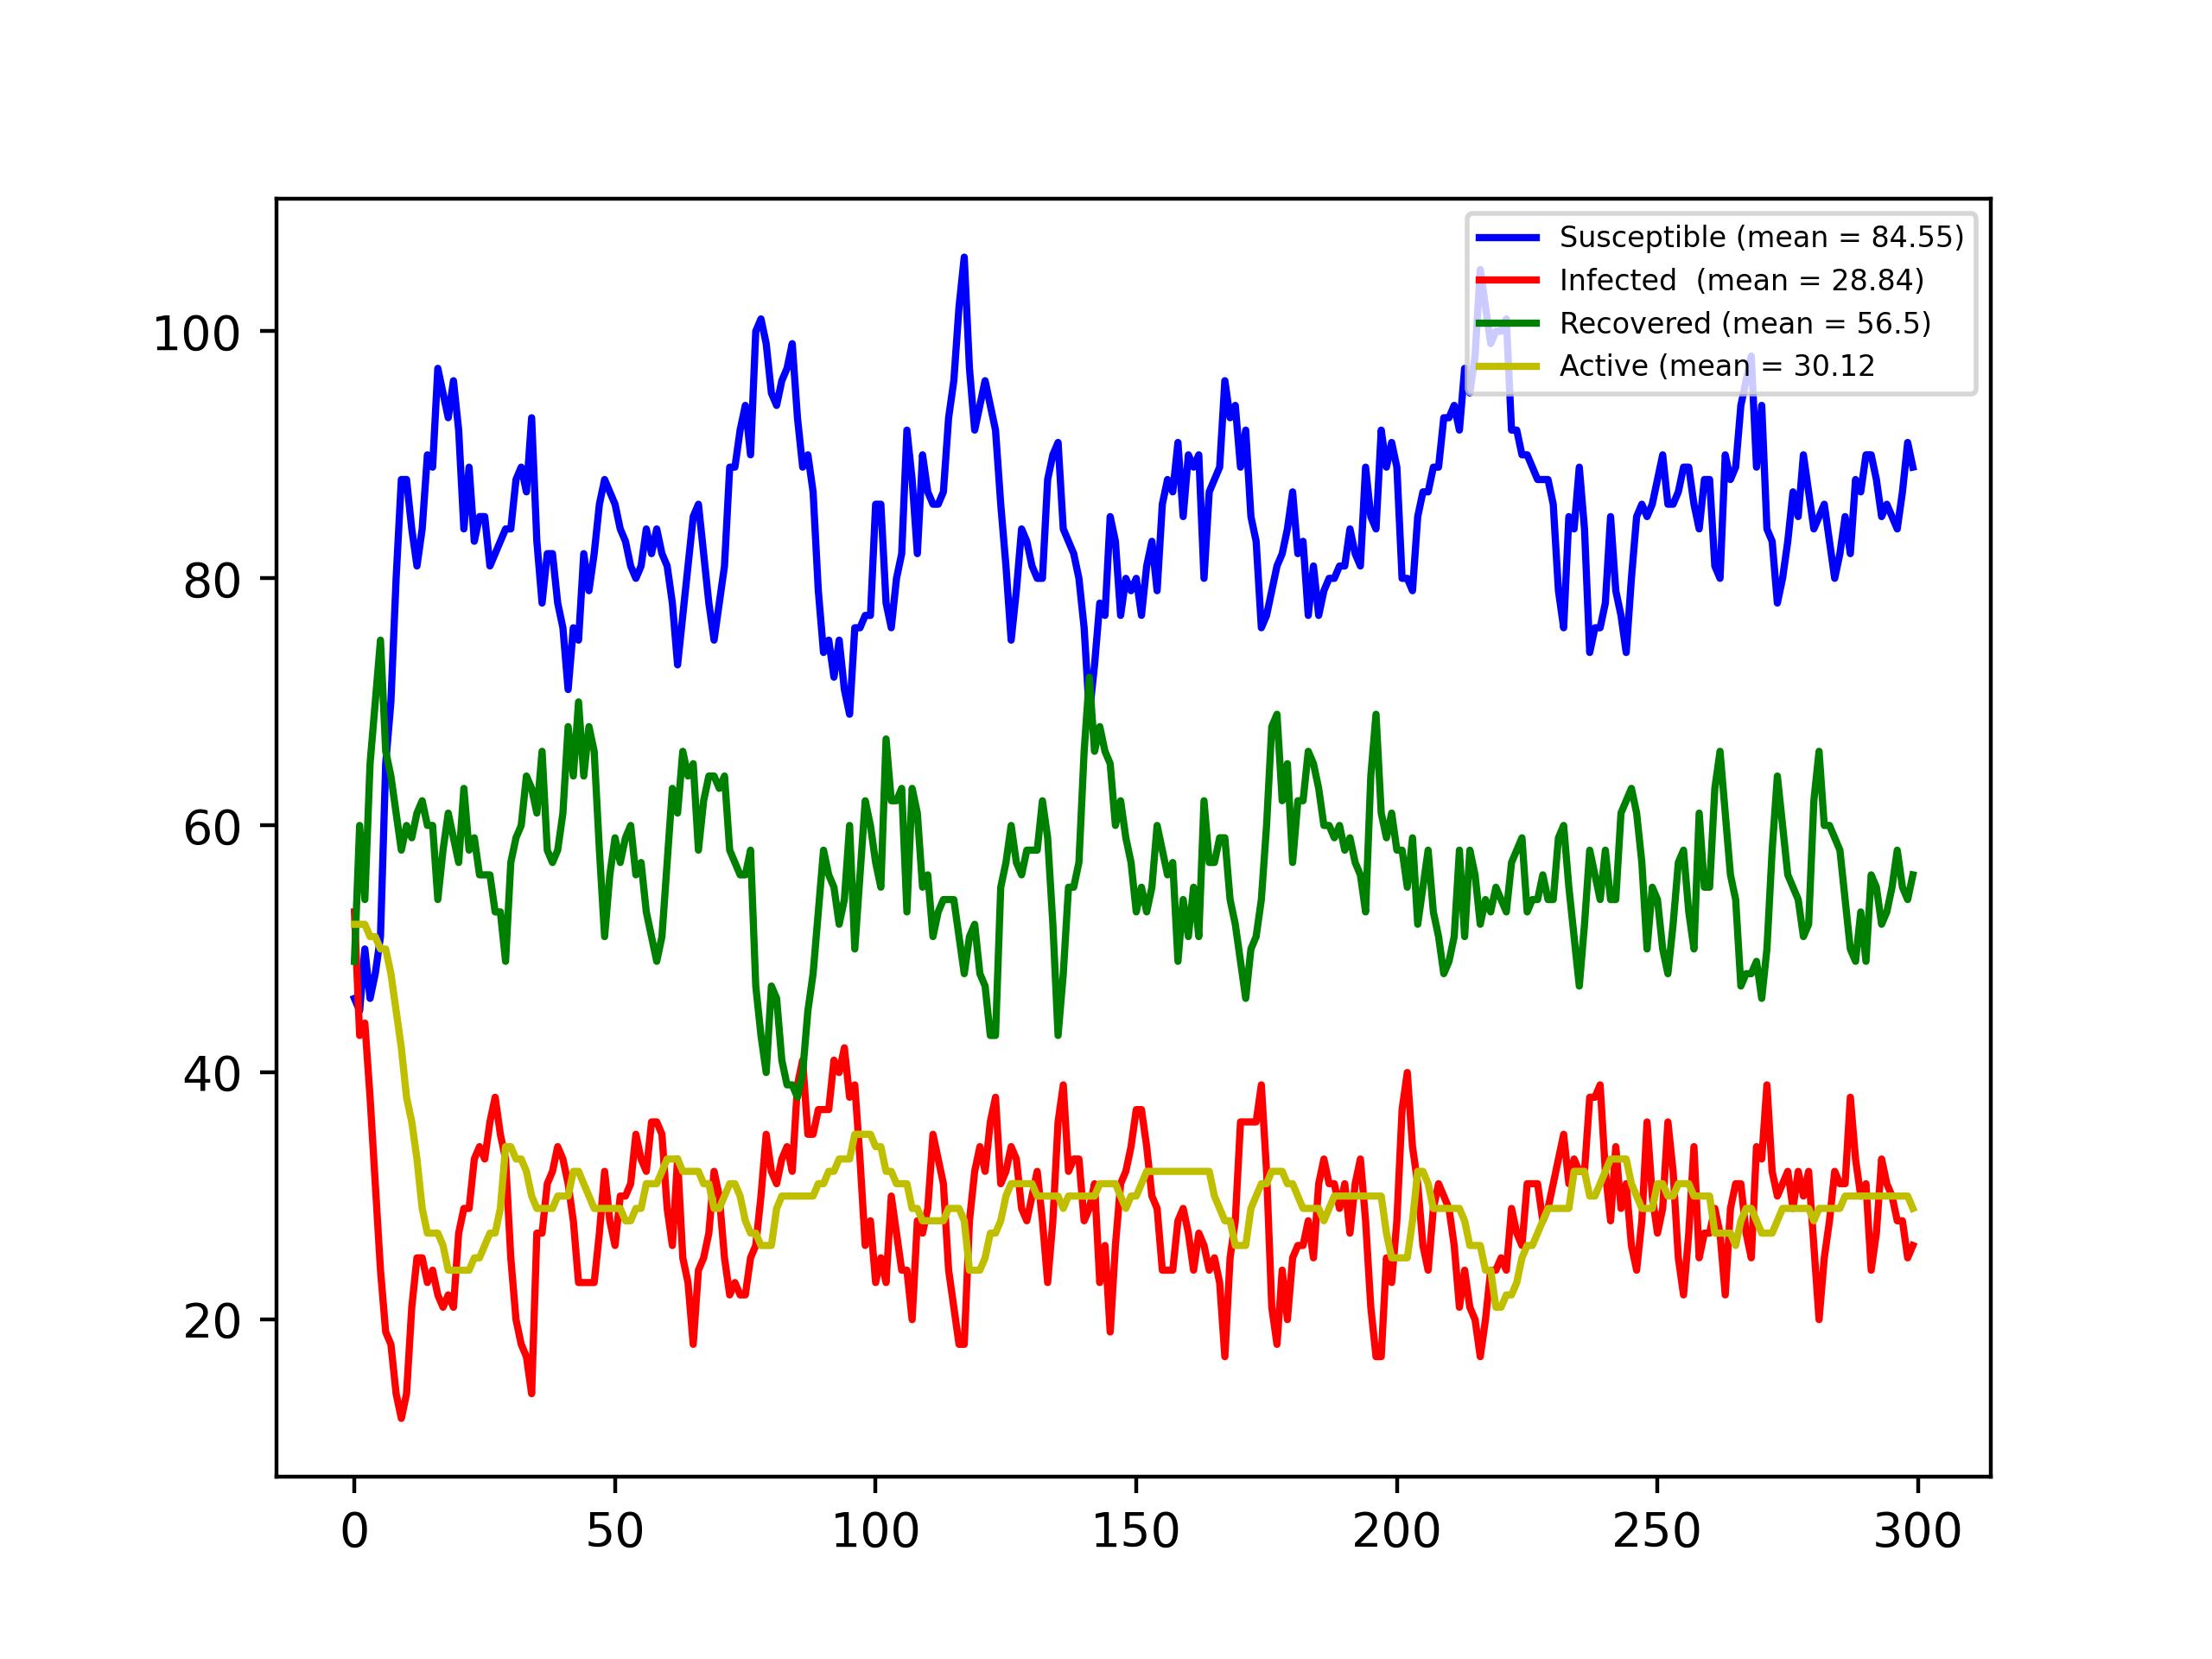 Susceptible (mean = 84.55)
Infected  (mean = 28.84)
Recovered (mean = 56.5)
Active (mean = 30.12
100
80
60
40
20
0 50 100 150 200 250 300